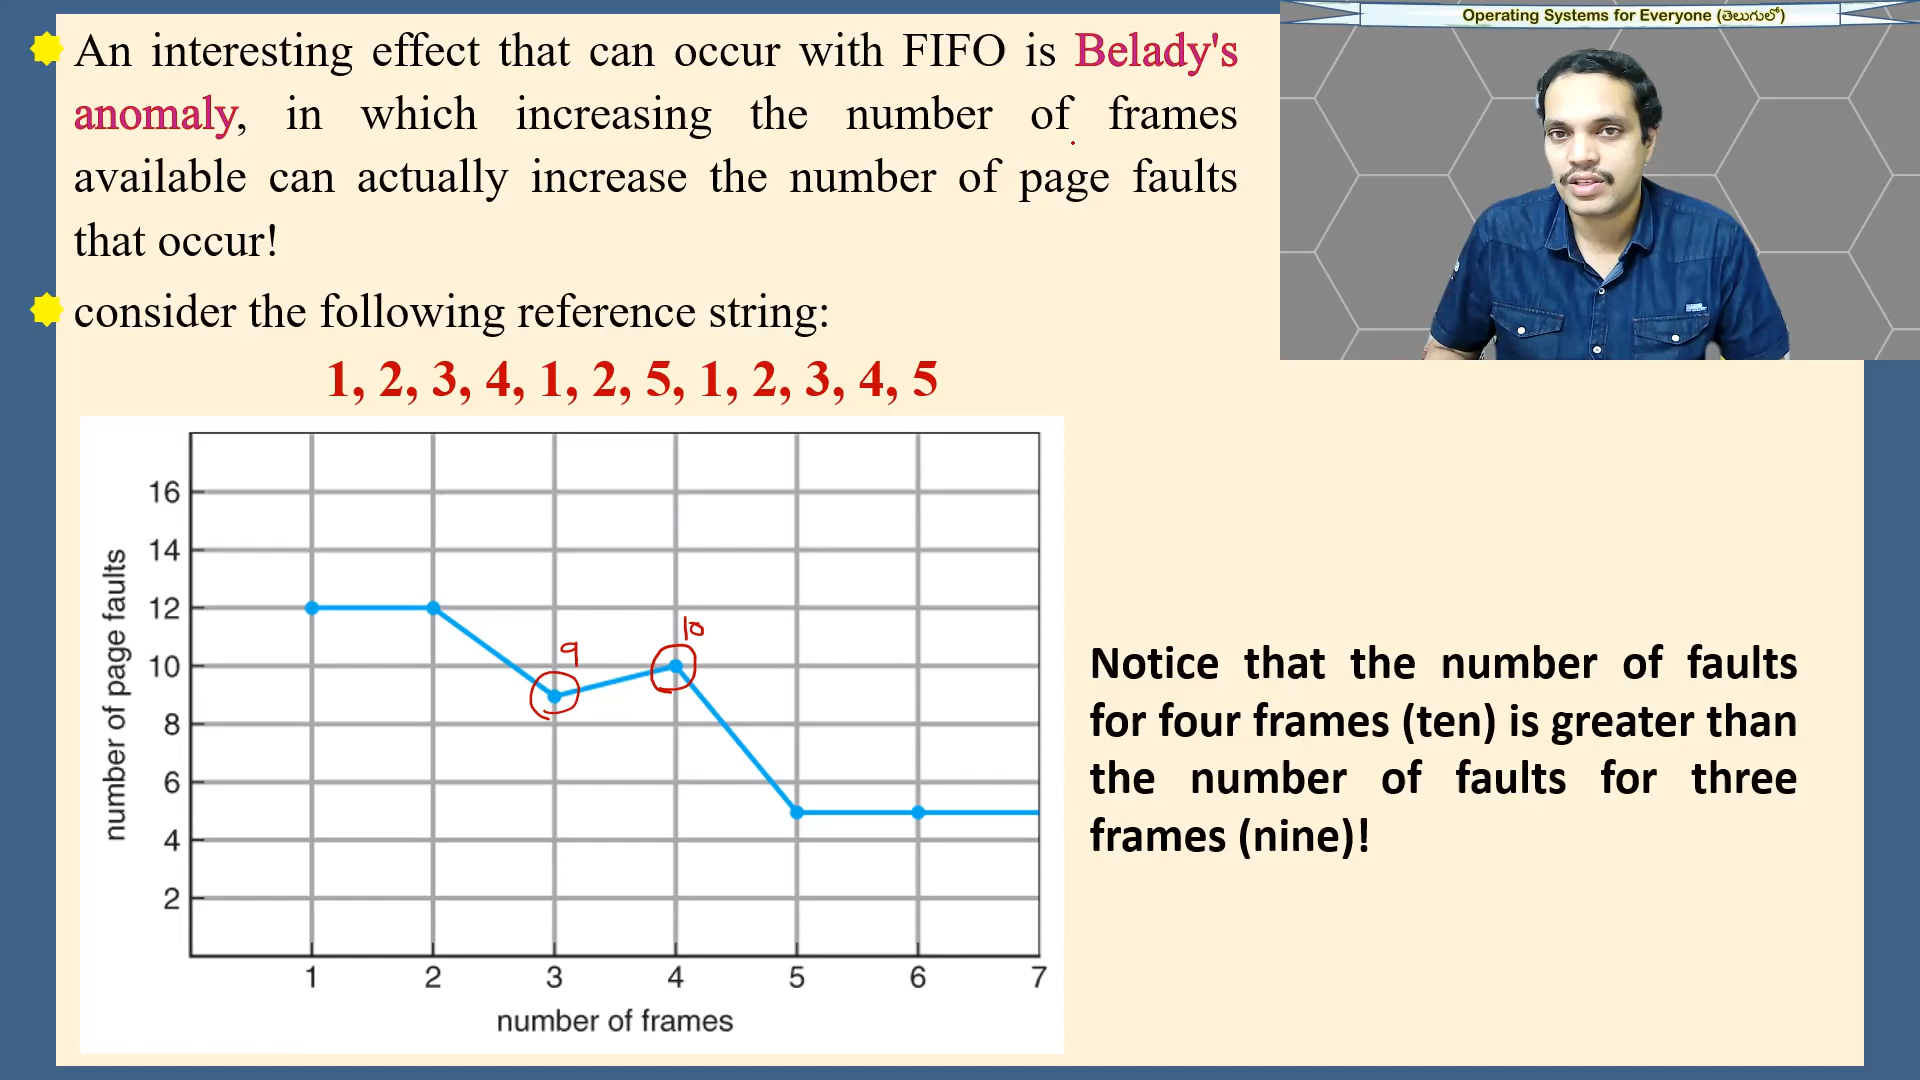 Operating Systems for Everyone (తెలుగులో)
An interesting effect that can occur with FIFO is Belady's
anomaly, in which increasing the number of frames
available can actually increase the number of page faults
that occur!
consider the following reference string:
1, 2, 3, 4, 1, 2, 5, 1, 2, 3, 4, 5
number of page faults
16
14
12
10
8
6
4
2
9
10
1 2 3 4 5 6 7
number of frames
Notice that the number of faults
for four frames (ten) is greater than
the number of faults for three
frames (nine)!